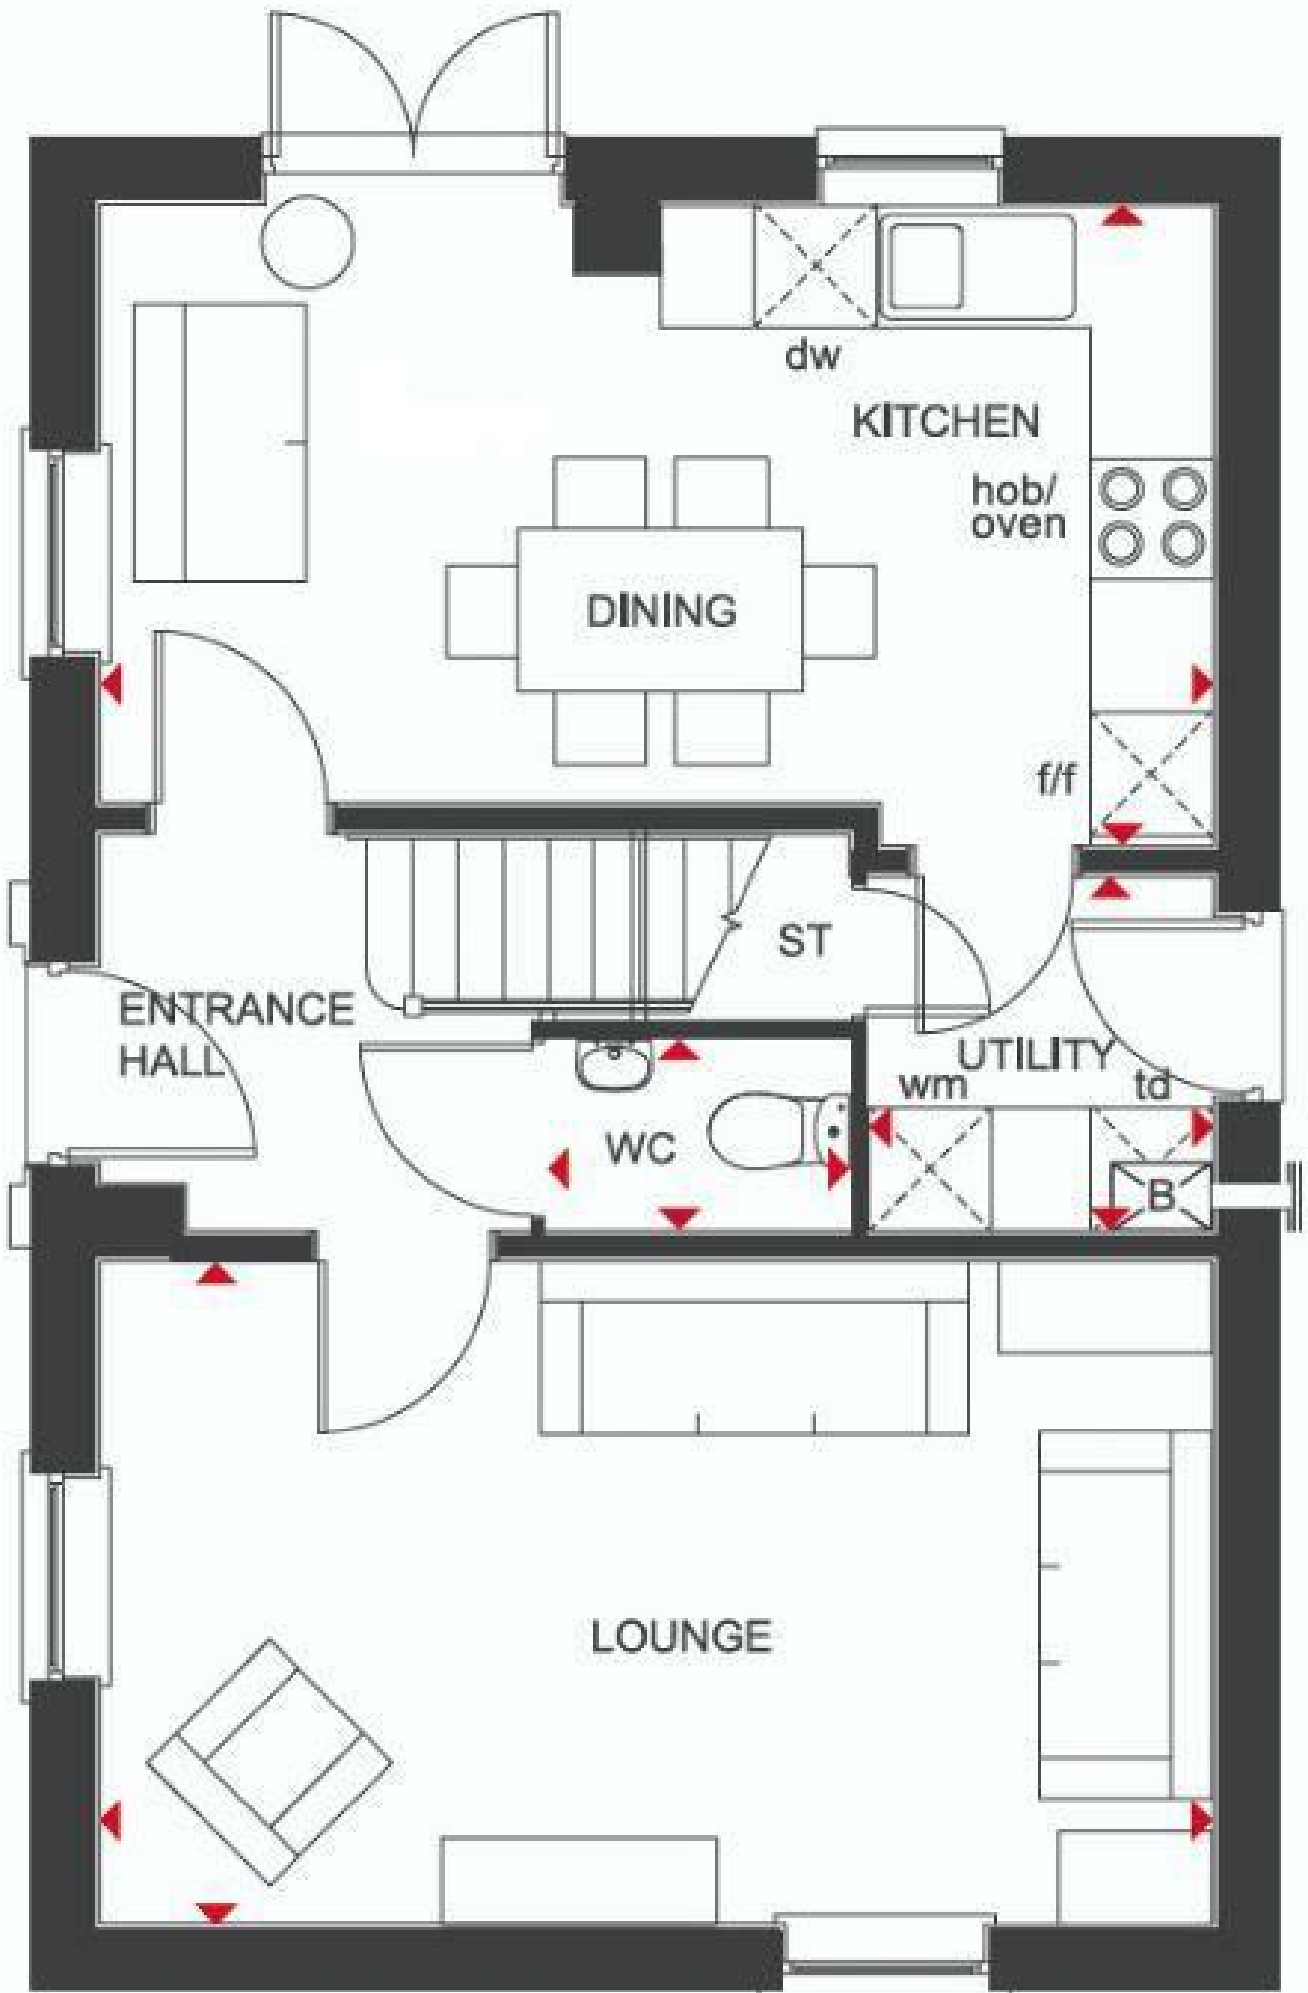 dw
KITCHEN
hob/
oven
DINING
f/f
ST
ENTRANCE
HALL
UTILITY
wm
td
WC
B
LOUNGE